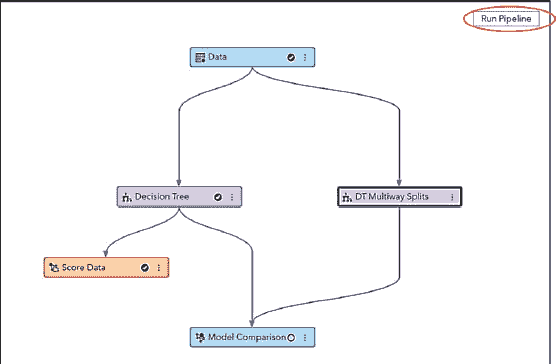 Run Pipeline
Data
Decision Tree
DT Multiway Splits
Score Data
Model Comparison